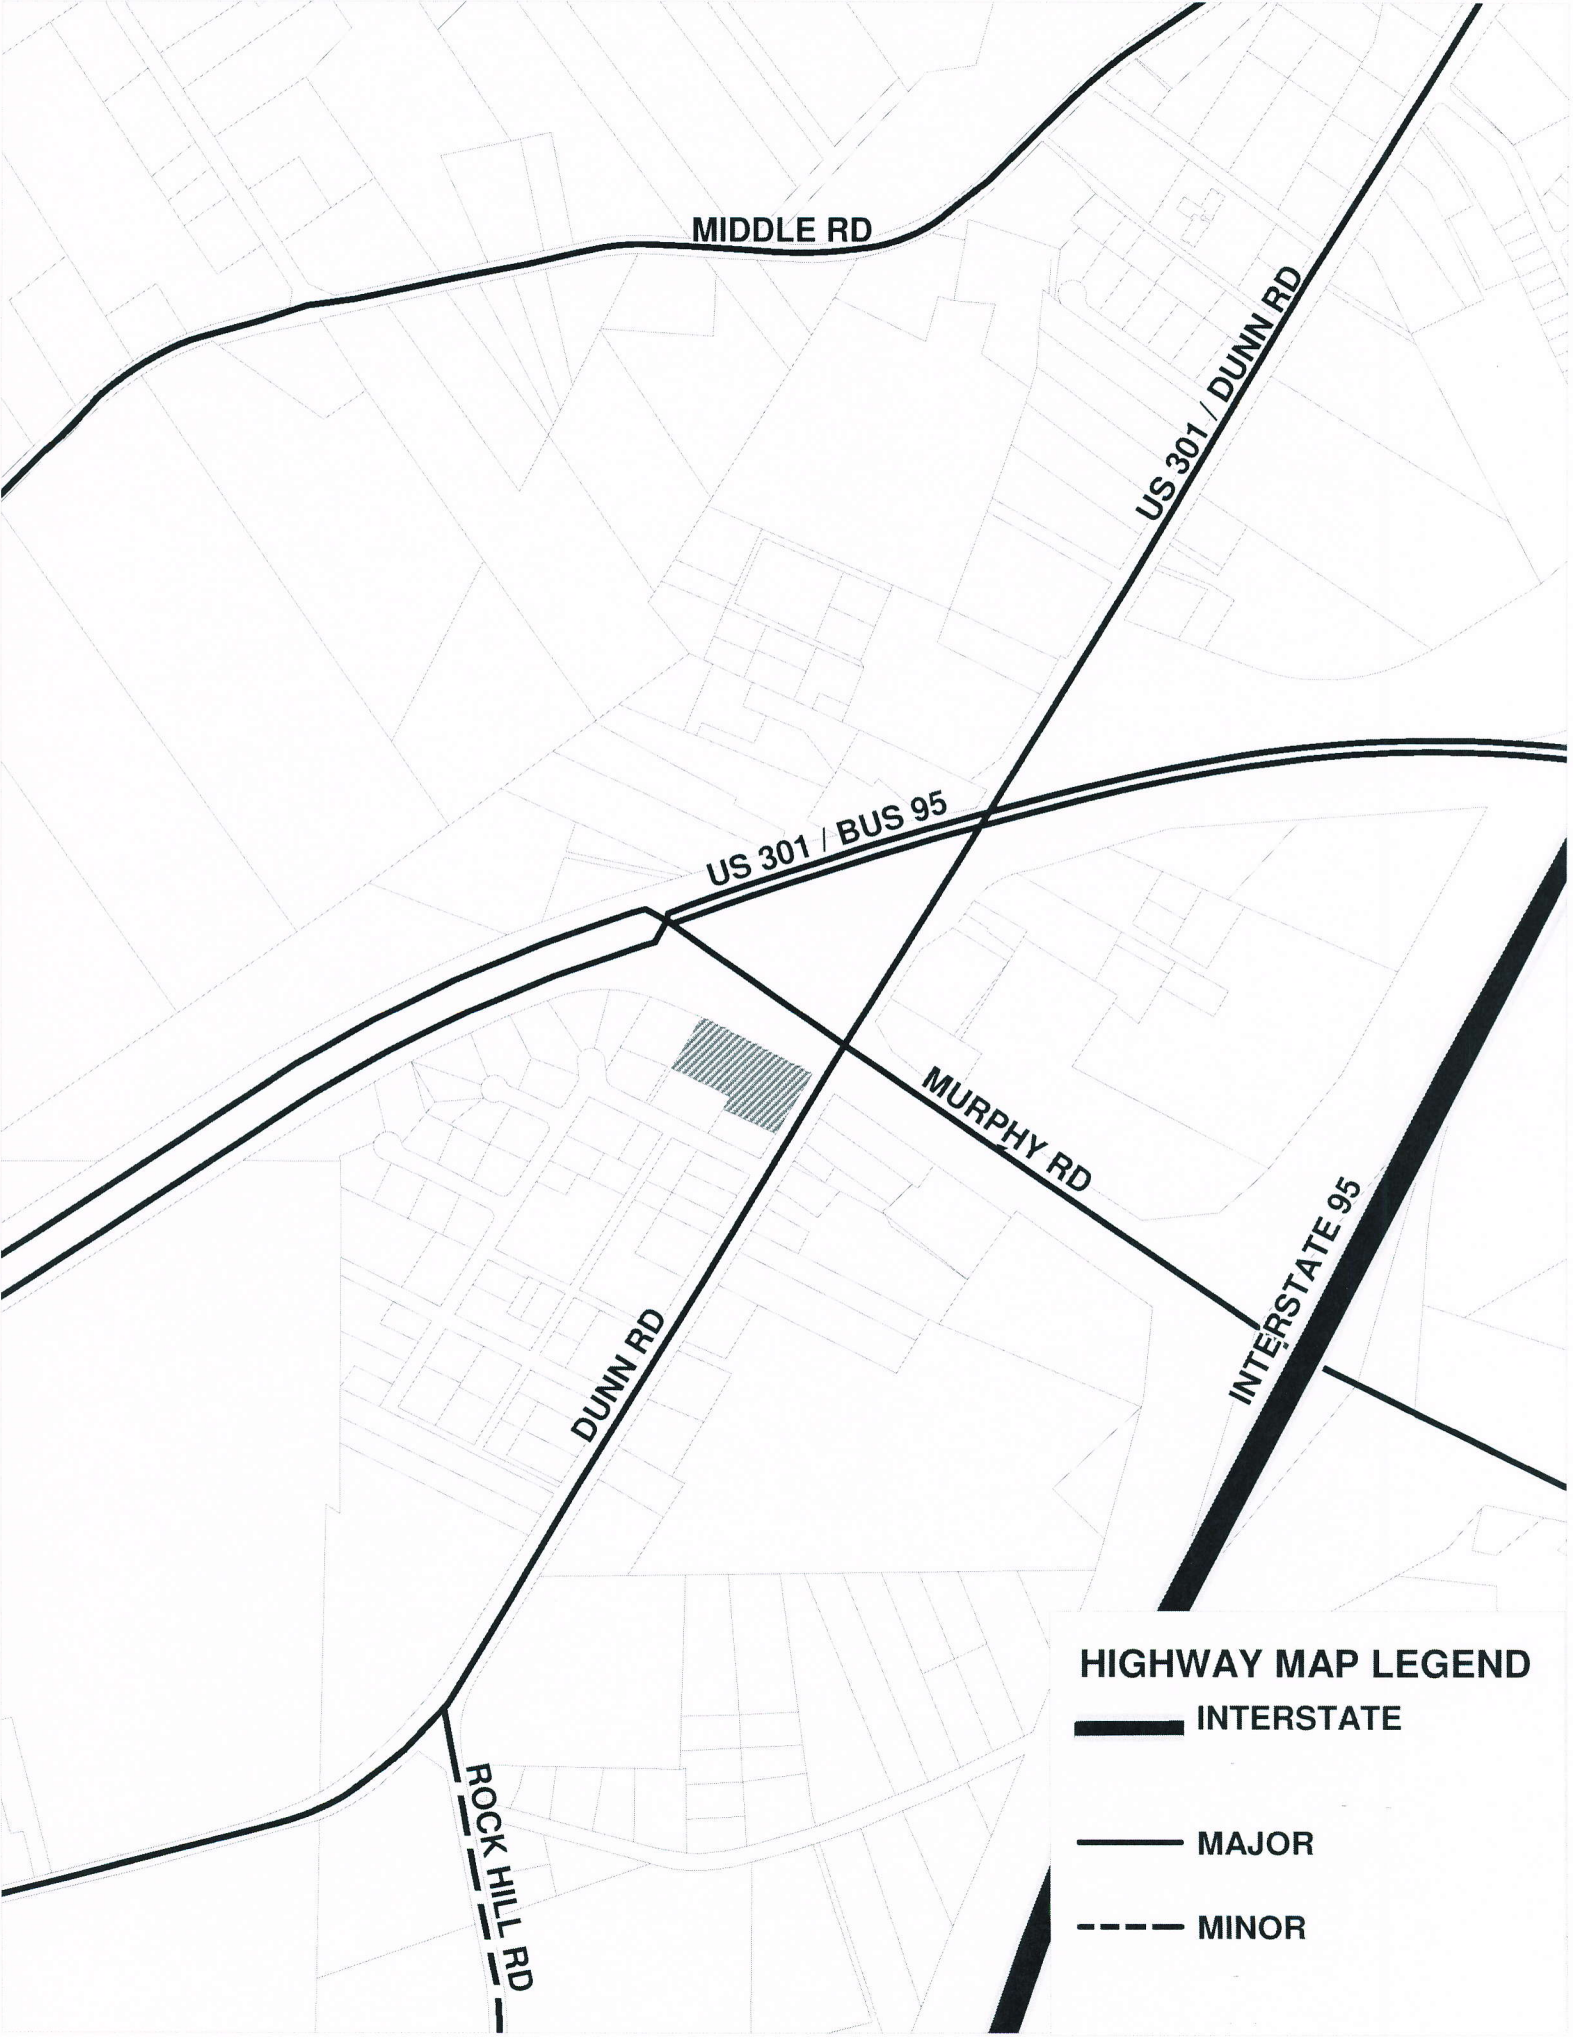 MIDDLE RD
US 301 / DUNN RD
US 301 / BUS 95
MURPHY RD
INTERSTATE 95
DUNN RD
ROCK HILL RD
HIGHWAY MAP LEGEND
INTERSTATE
MAJOR
MINOR